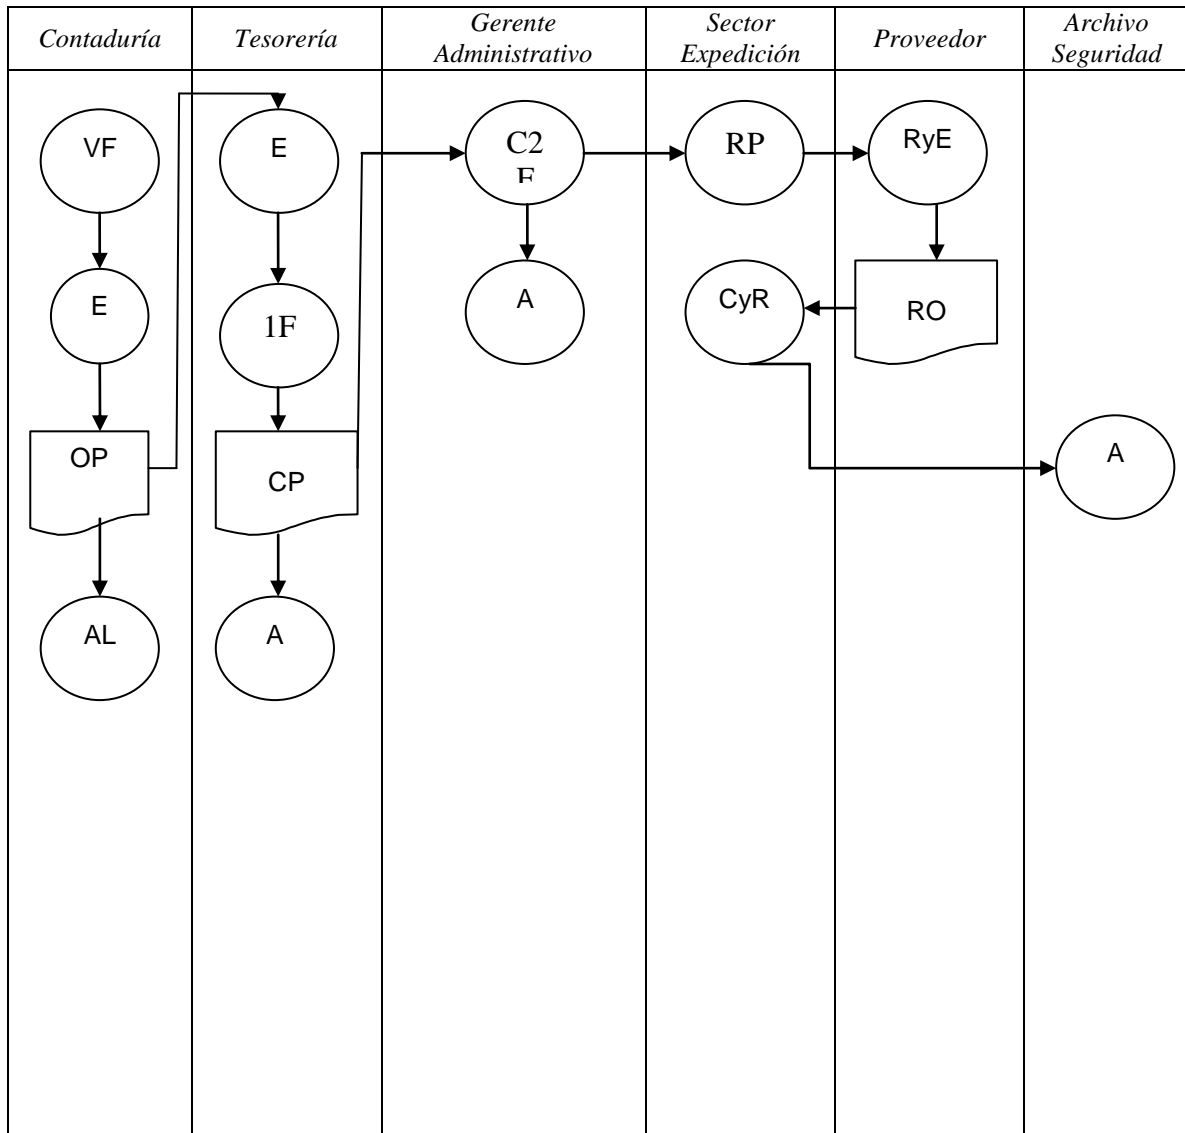 Contaduría
Tesorería
Gerente
Administrativo
Sector
Expedición
Proveedor
Archivo
Seguridad
VF
E
C2
RP
RyE
E
1F
A
CyR
RO
OP
CP
A
AL
A